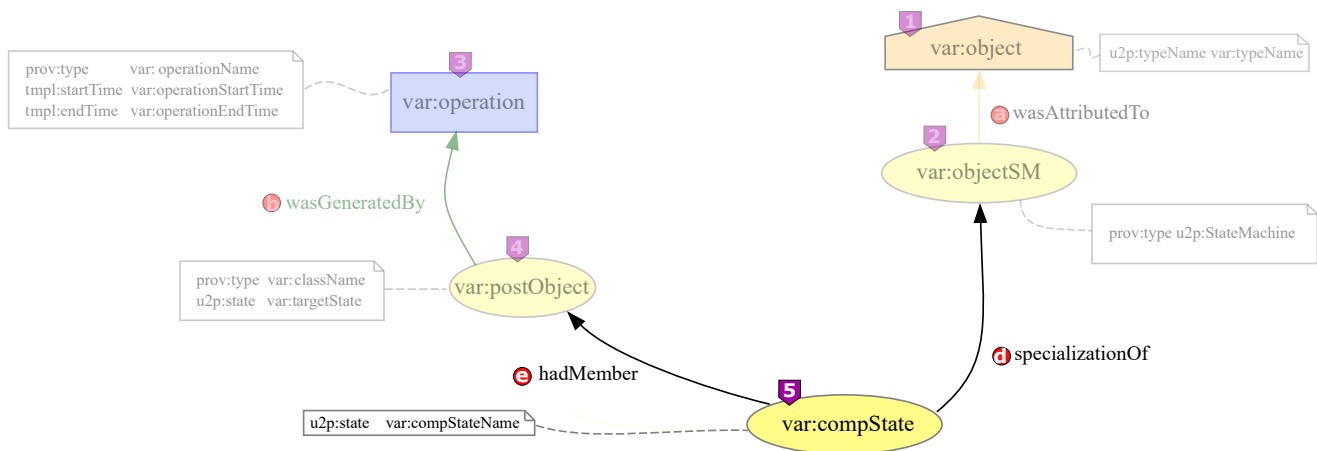 1
var:object
u2p:typeName var:typeName
prov:type var: operationName
tmpl:startTime var:operationStartTime
tmpl:endTime var:operationEndTime
3
var:operation
a wasAttributedTo
2
var:objectSM
b wasGeneratedBy
prov:type u2p:StateMachine
4
var:postObject
prov:type var:className
u2p:state var:targetState
d specializationOf
e hadMember
5
var:compState
u2p:state var:compStateName